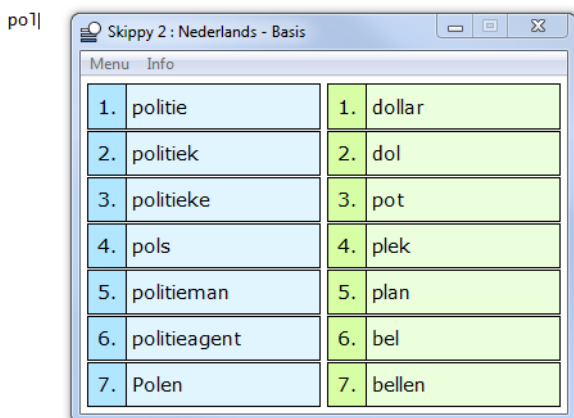 pol
Skippy 2 : Nederlands - Basis
Menu Info
1. politie 1. dollar
2. politiek 2. dol
3. politieke 3. pot
4. pols 4. plek
5. politieman 5. plan
6. politieagent 6. bel
7. Polen 7. bellen